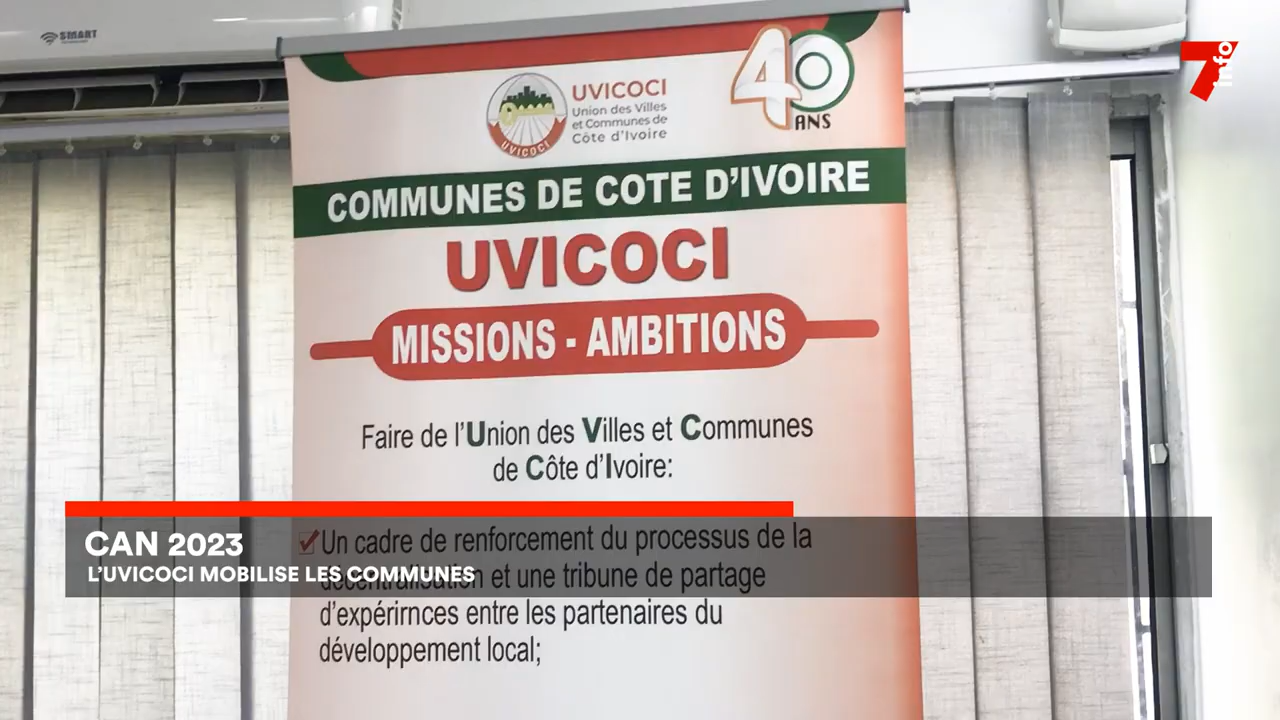 SMART
7info
40
ANS
UVICOCI
Union des Villes
et Communes de
Côte d'Ivoire
UVICOCI
COMMUNES DE COTE D'IVOIRE
UVICOCI
MISSIONS - AMBITIONS
Faire de l'Union des Villes et Communes
de Côte d'Ivoire:
Un cadre de renforcement du processus de la
décentralisation et une tribune de partage
d'expérirnces entre les partenaires du
développement local;
CAN 2023
L'UVICOCI MOBILISE LES COMMUNES